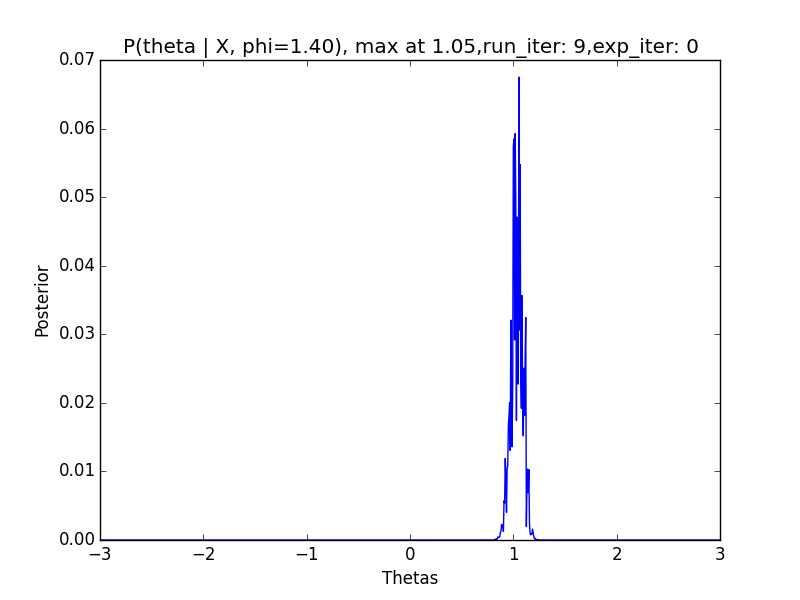 P(theta | X, phi=1.40), max at 1.05,run_iter: 9,exp_iter: 0
0.07
0.06
0.05
0.04
0.03
0.02
0.01
0.00
Posterior
−3 −2 −1 0 1 2 3
Thetas